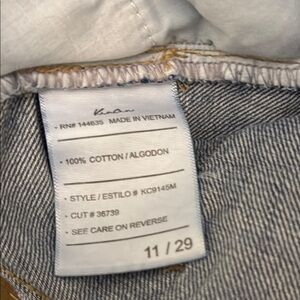 KanCan
- RN# 144635 MADE IN VIETNAM
- 100% COTTON / ALGODON
- STYLE / ESTILO # KC9145M
- CUT # 36739
- SEE CARE ON REVERSE
11 / 29